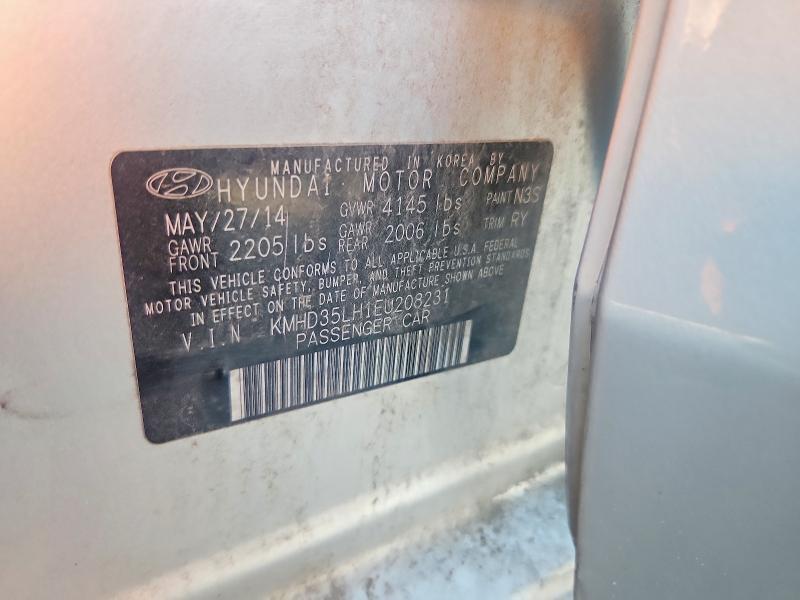 MANUFACTURED IN KOREA BY
HYUNDAI MOTOR COMPANY
MAY/27/14 GVWR 4145 lbs PAINT N3S
GAWR FRONT 2205 lbs GAWR REAR 2006 lbs TRIM RY
THIS VEHICLE CONFORMS TO ALL APPLICABLE U.S.A. FEDERAL
MOTOR VEHICLE SAFETY, BUMPER, AND THEFT PREVENTION STANDARDS
IN EFFECT ON THE DATE OF MANUFACTURE SHOWN ABOVE
V.I.N KMHD35LH1EU208231
PASSENGER CAR